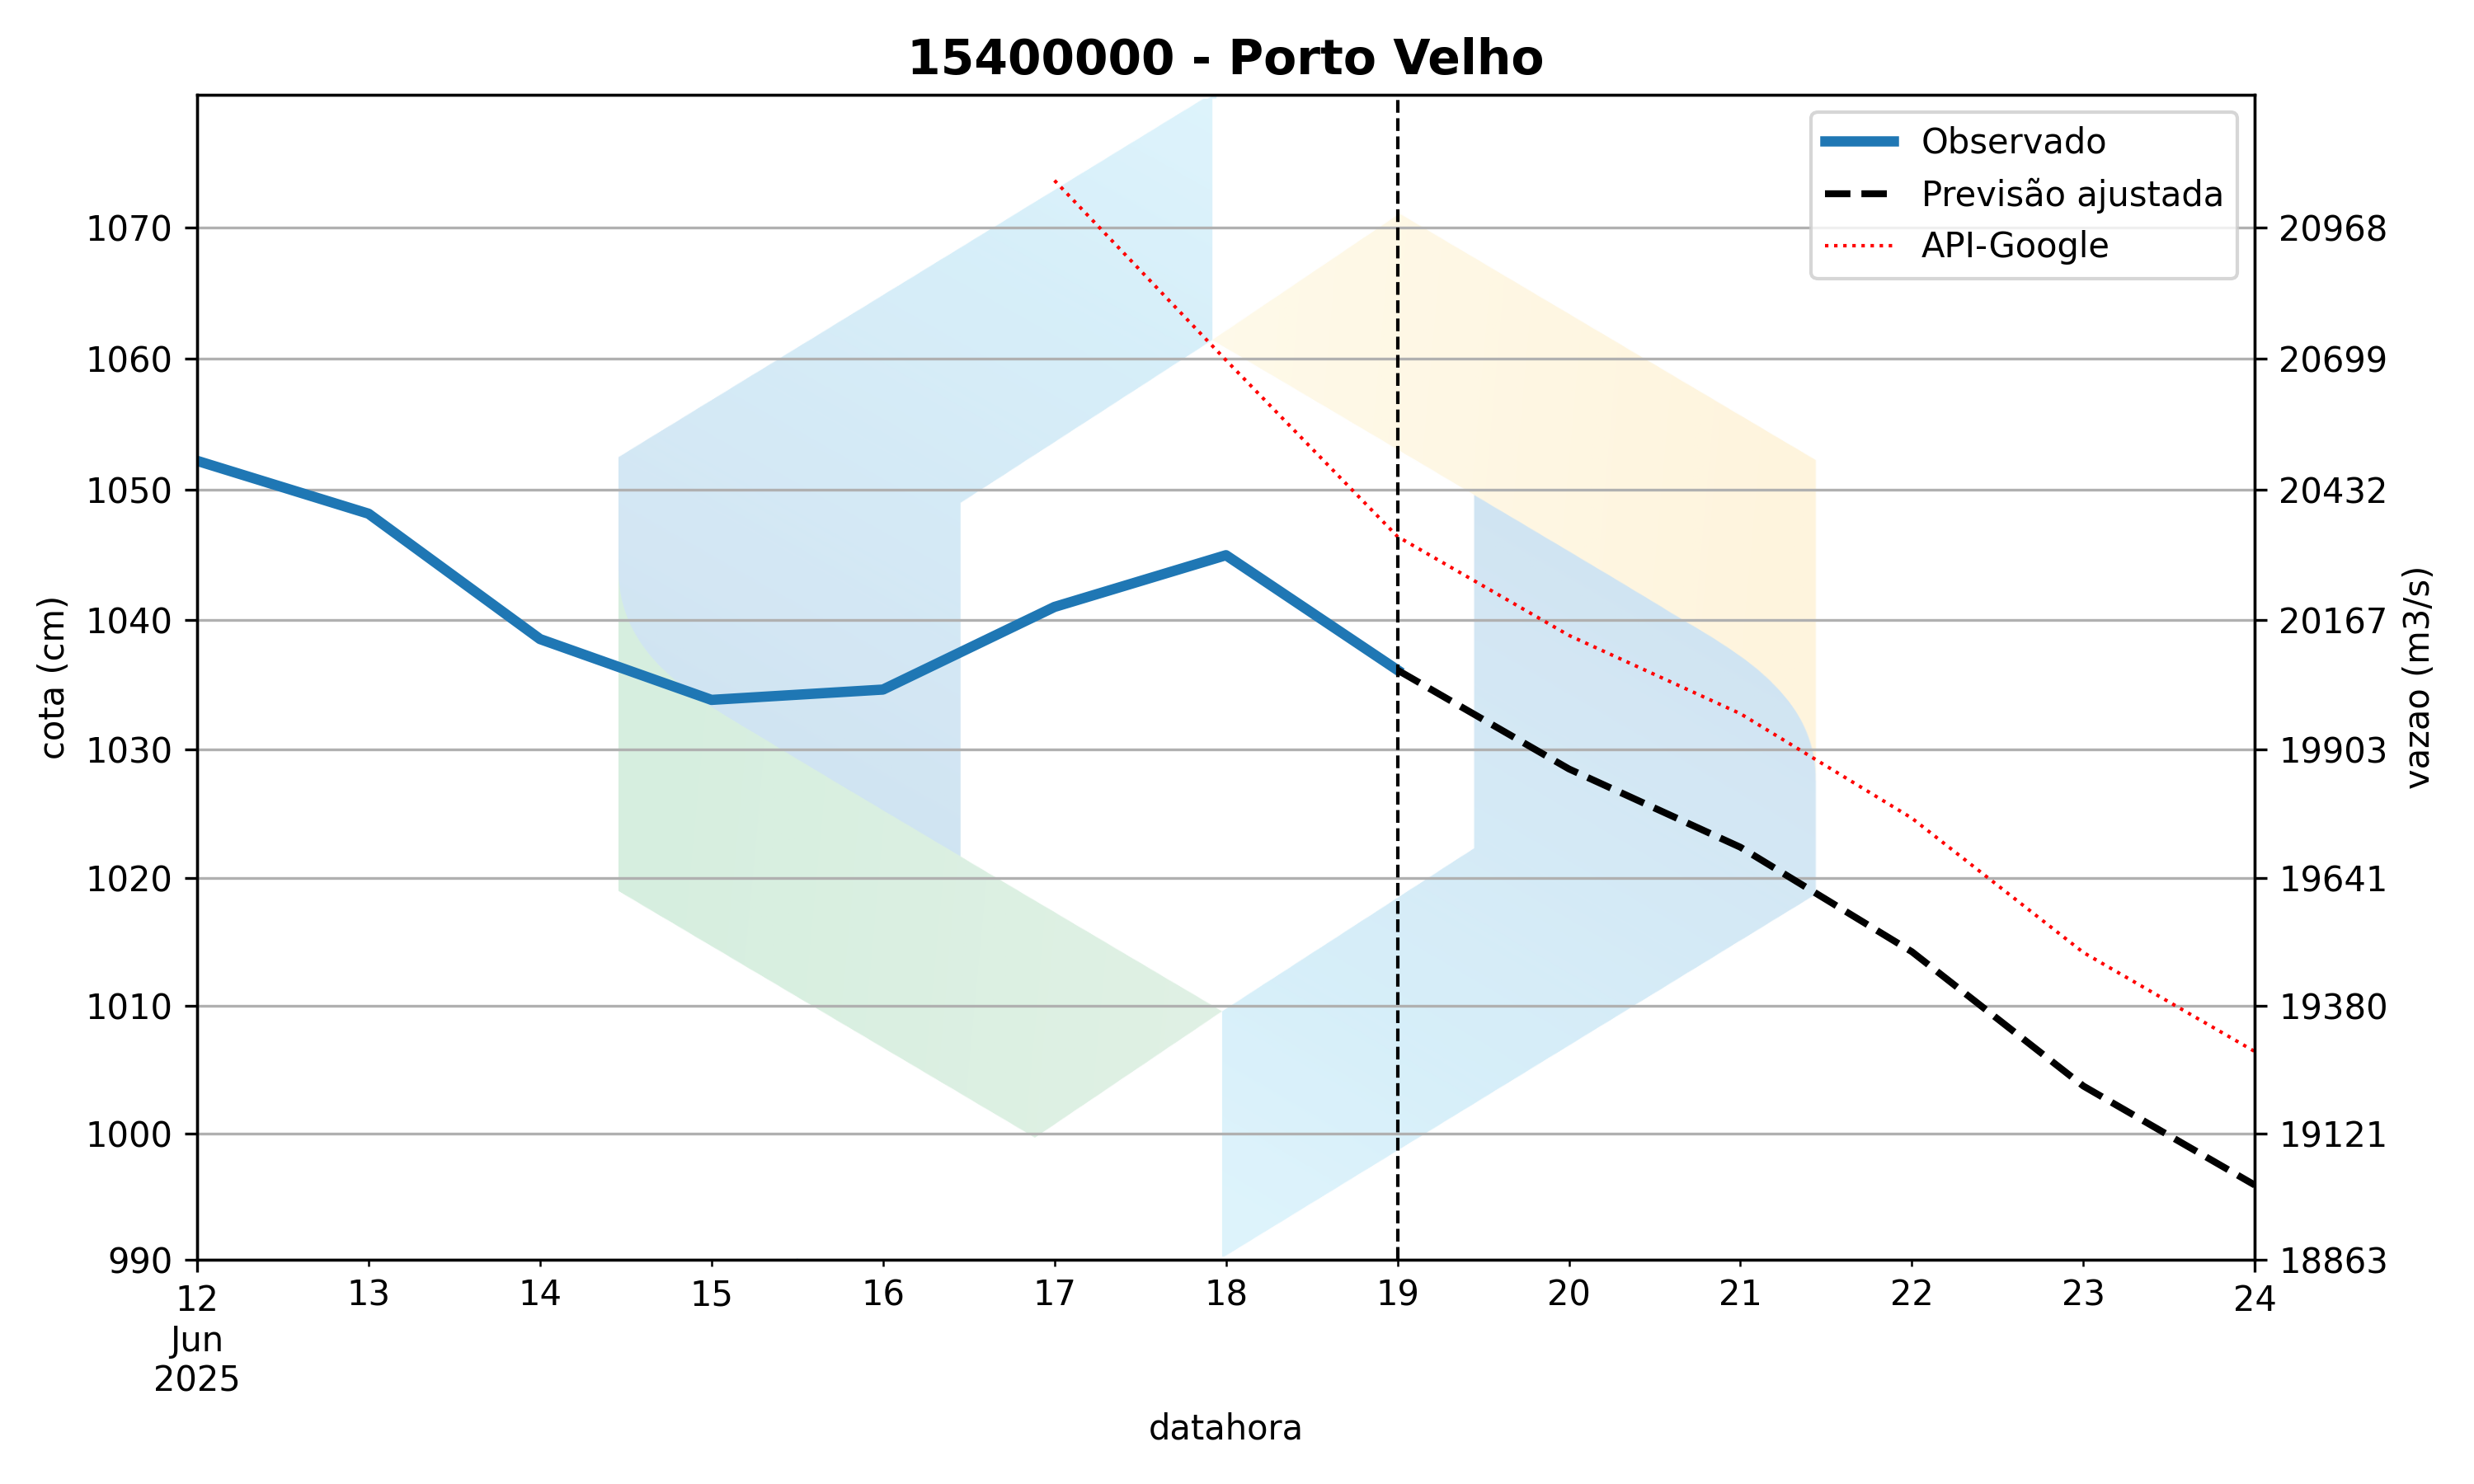 15400000 - Porto Velho
Observado
Previsão ajustada
API-Google
1070
1060
1050
1040
1030
1020
1010
1000
990
cota (cm)
20968
20699
20432
20167
19903
19641
19380
19121
18863
vazao (m3/s)
12 13 14 15 16 17 18 19 20 21 22 23 24
Jun
2025
datahora